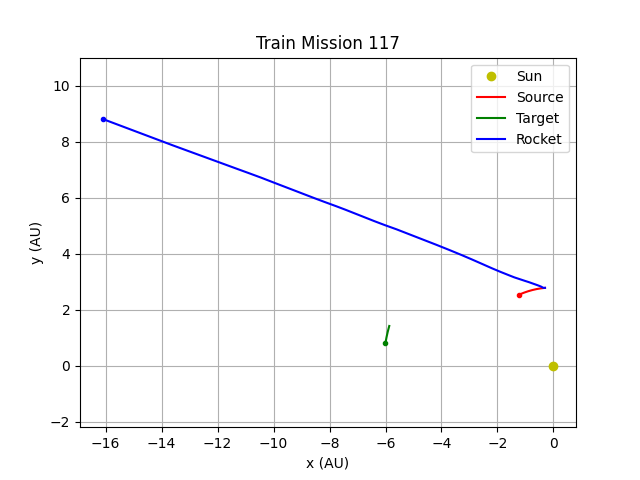 Train Mission 117
Sun
Source
Target
Rocket
10
8
6
4
2
0
−2
y (AU)
−16 −14 −12 −10 −8 −6 −4 −2 0
x (AU)